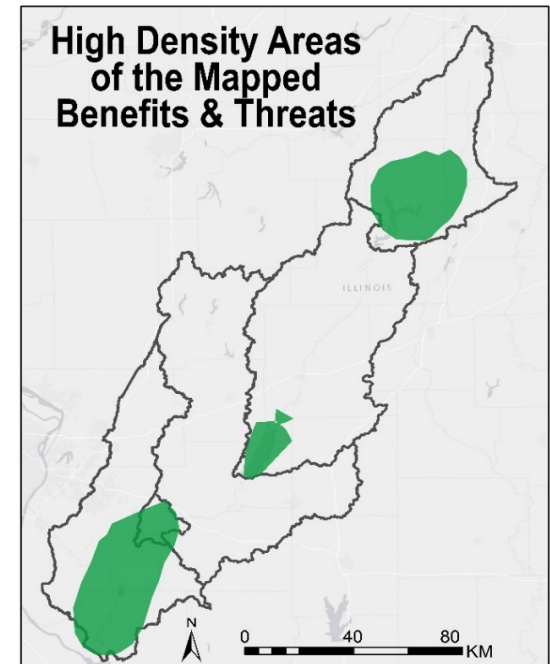 High Density Areas
of the Mapped
Benefits & Threats
ILLINOIS
N
0 40 80
KM